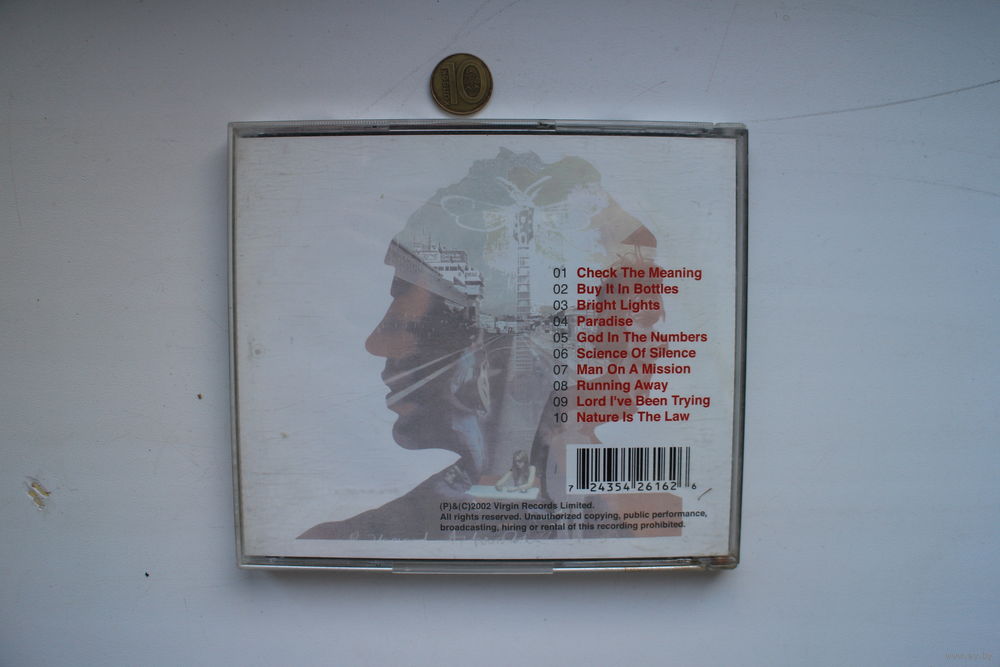 10
01 Check The Meaning
02 Buy It In Bottles
03 Bright Lights
04 Paradise
05 God In The Numbers
06 Science Of Silence
07 Man On A Mission
08 Running Away
09 Lord I've Been Trying
10 Nature Is The Law
7 24354 26162 6
(P)&(C)2002 Virgin Records Limited.
All rights reserved. Unauthorized copying, public performance,
broadcasting, hiring or rental of this recording prohibited.
www.ay.by